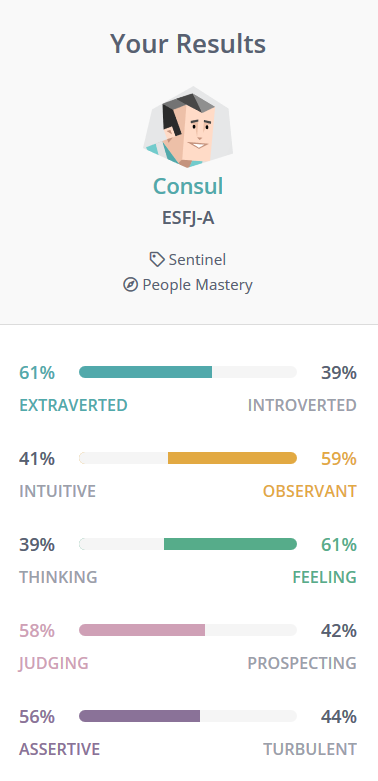 Your Results
Consul
ESFJ-A
Sentinel
People Mastery
61% 39%
EXTRAVERTED INTROVERTED
41% 59%
INTUITIVE OBSERVANT
39% 61%
THINKING FEELING
58% 42%
JUDGING PROSPECTING
56% 44%
ASSERTIVE TURBULENT